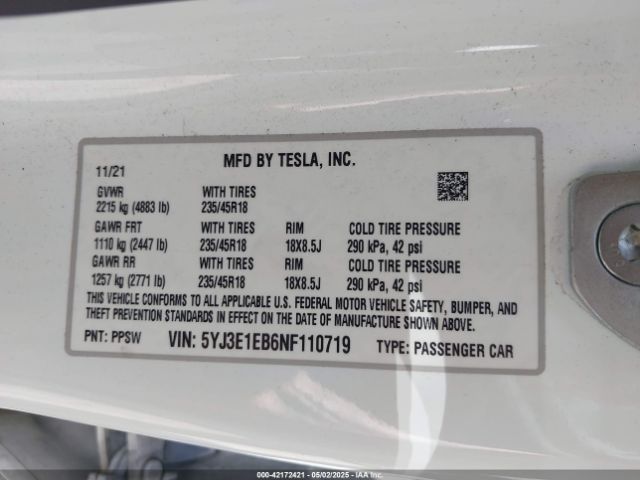 11/21 MFD BY TESLA, INC.
GVWR WITH TIRES
2215 kg (4883 lb) 235/45R18
GAWR FRT WITH TIRES RIM COLD TIRE PRESSURE
1110 kg (2447 lb) 235/45R18 18X8.5J 290 kPa, 42 psi
GAWR RR WITH TIRES RIM COLD TIRE PRESSURE
1257 kg (2771 lb) 235/45R18 18X8.5J 290 kPa, 42 psi
THIS VEHICLE CONFORMS TO ALL APPLICABLE U.S. FEDERAL MOTOR VEHICLE SAFETY, BUMPER, AND
THEFT PREVENTION STANDARDS IN EFFECT ON THE DATE OF MANUFACTURE SHOWN ABOVE.
PNT: PPSW VIN: 5YJ3E1EB6NF110719 TYPE: PASSENGER CAR
000-42172421 - 05/02/2025 - IAA Inc.